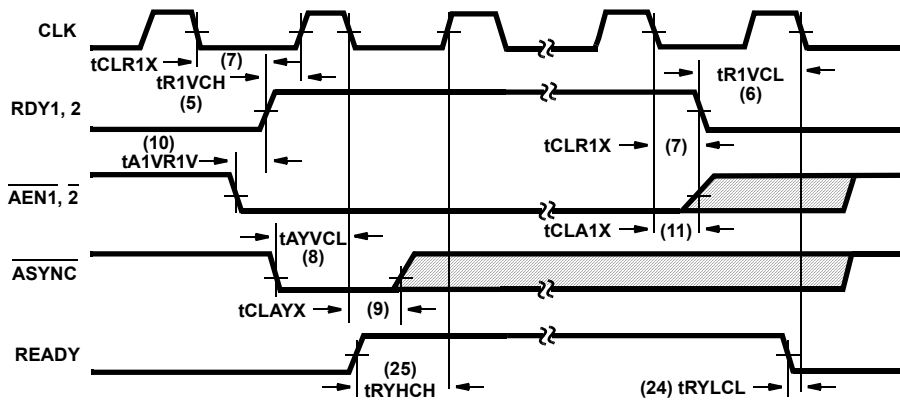 CLK
tCLR1X
(7)
tR1VCH
(5)
tR1VCL
(6)
RDY1, 2
(10)
tA1VR1V
tCLR1X
(7)
AEN1, 2
tAYVCL
(8)
tCLA1X
(11)
ASYNC
tCLAYX
(9)
READY
(25)
tRYHCH
(24) tRYLCL